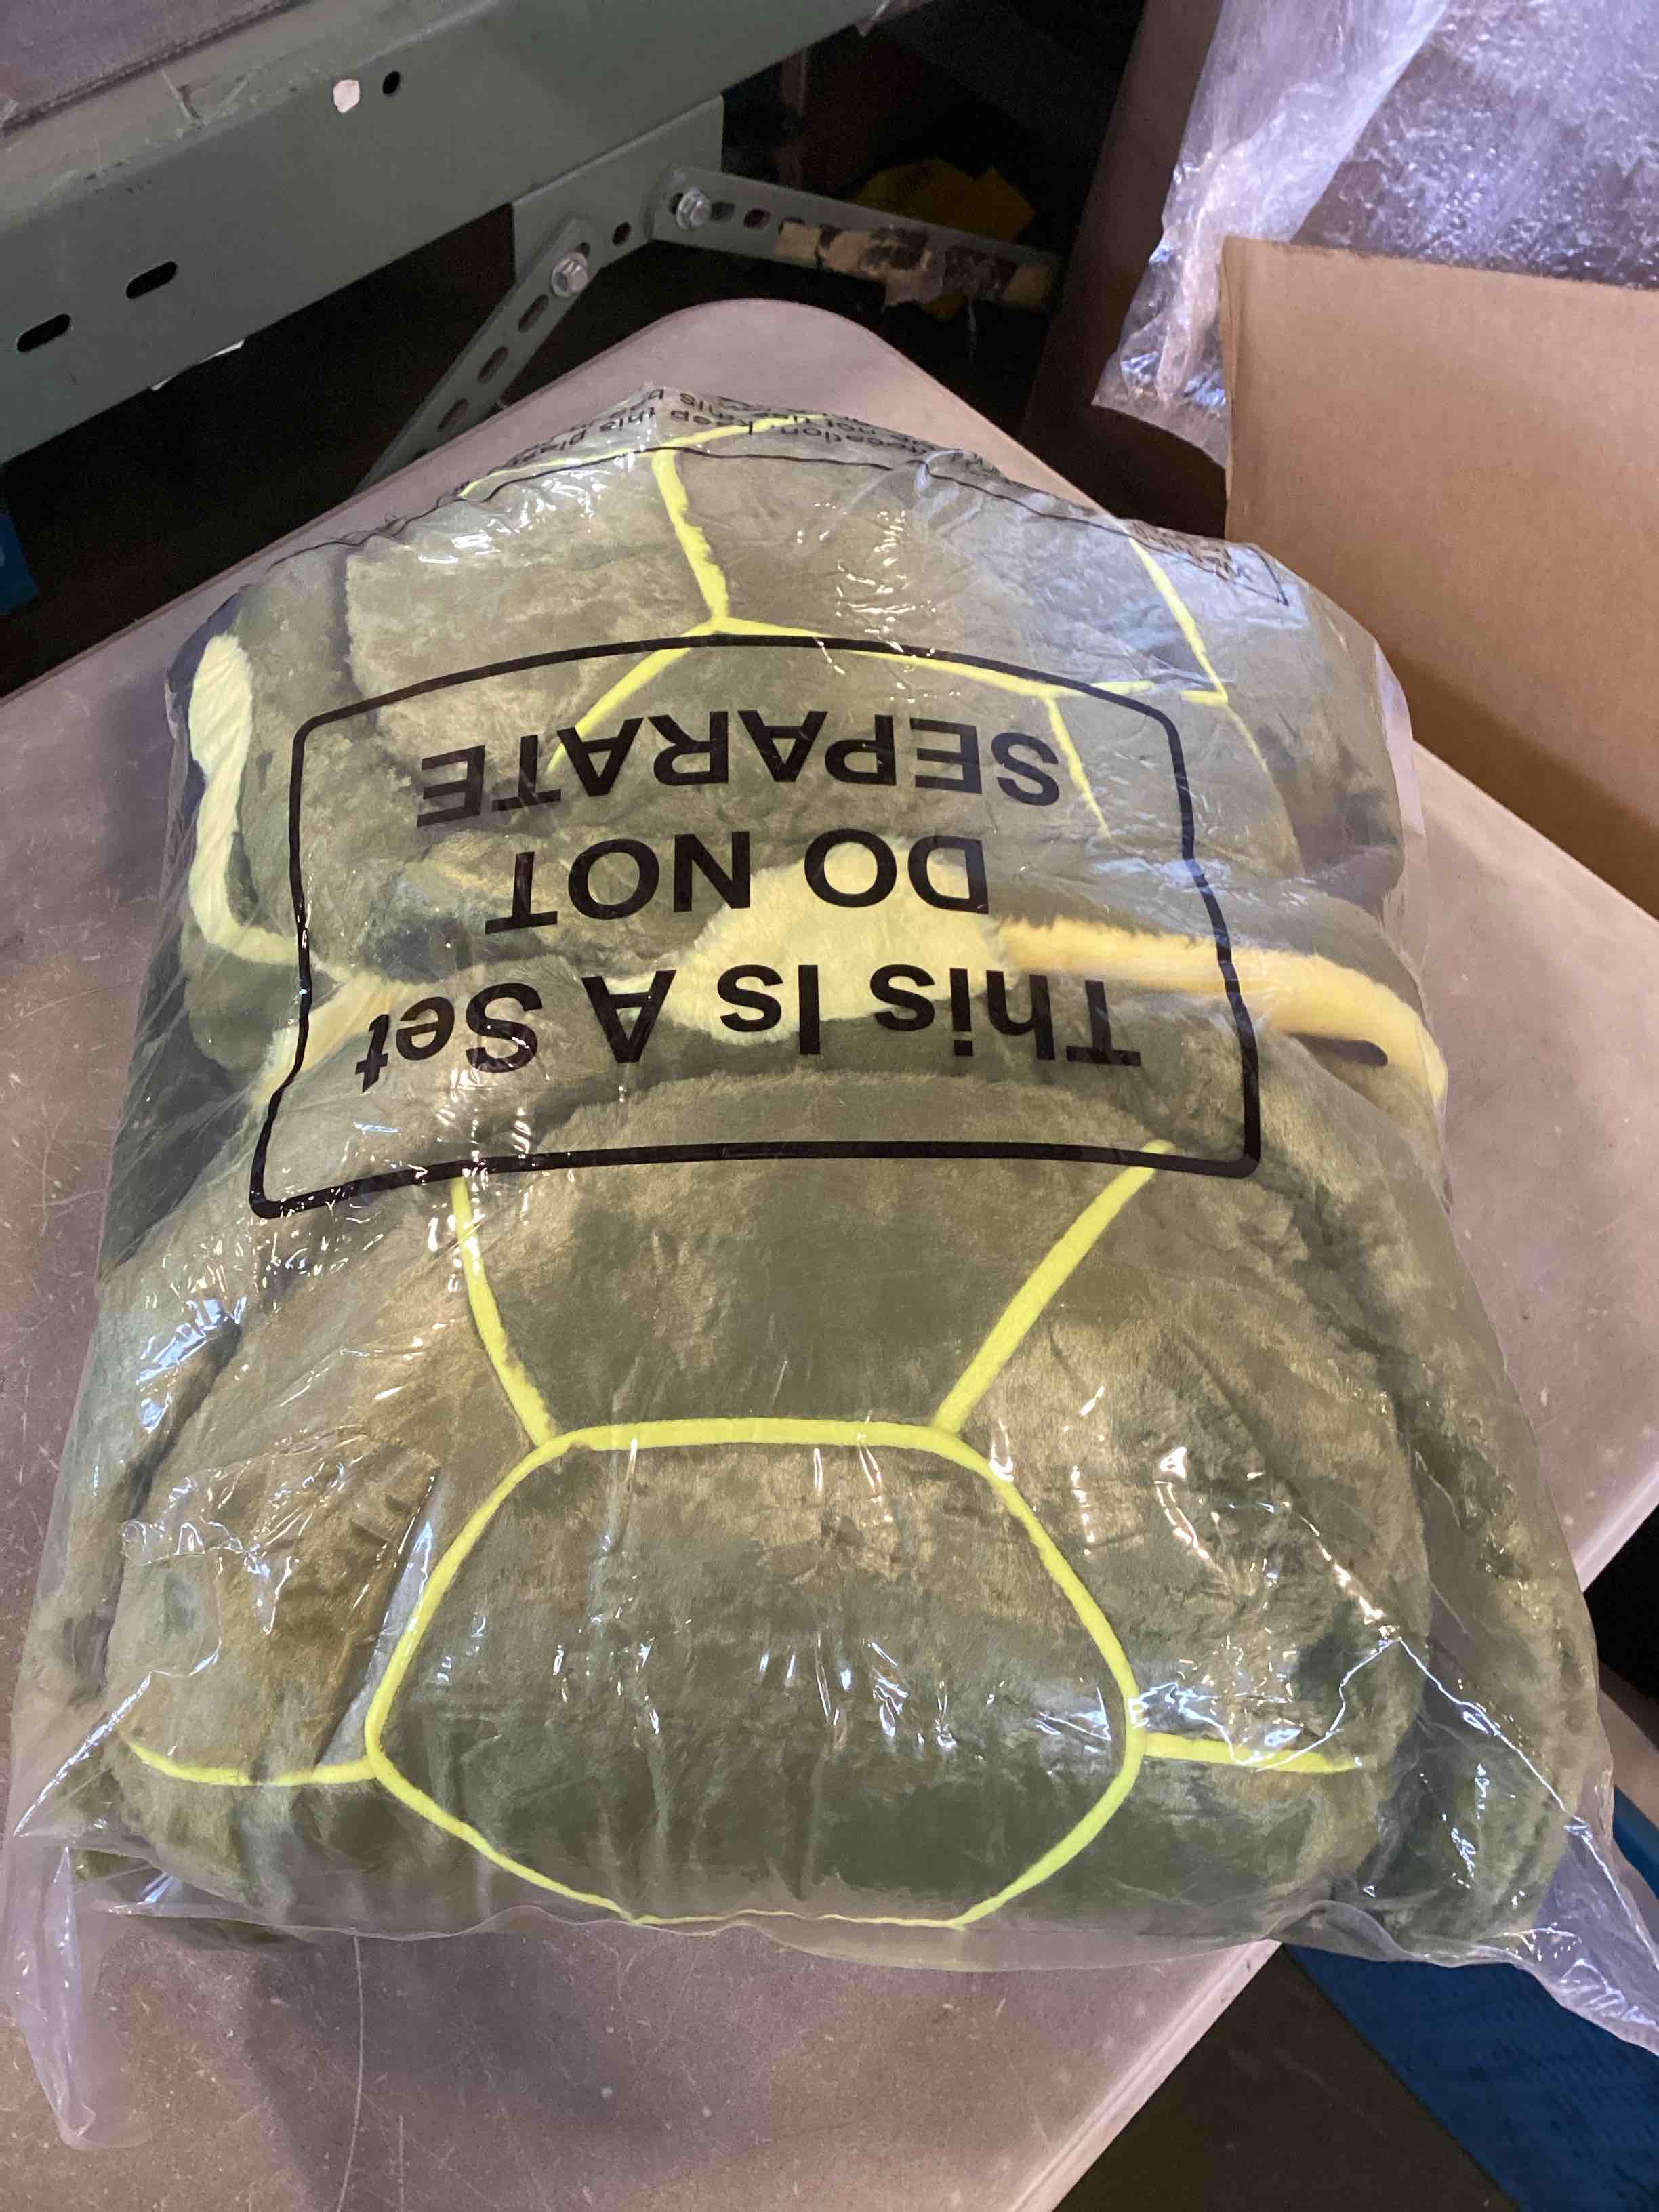 This Is A Set
DO NOT
SEPARATE